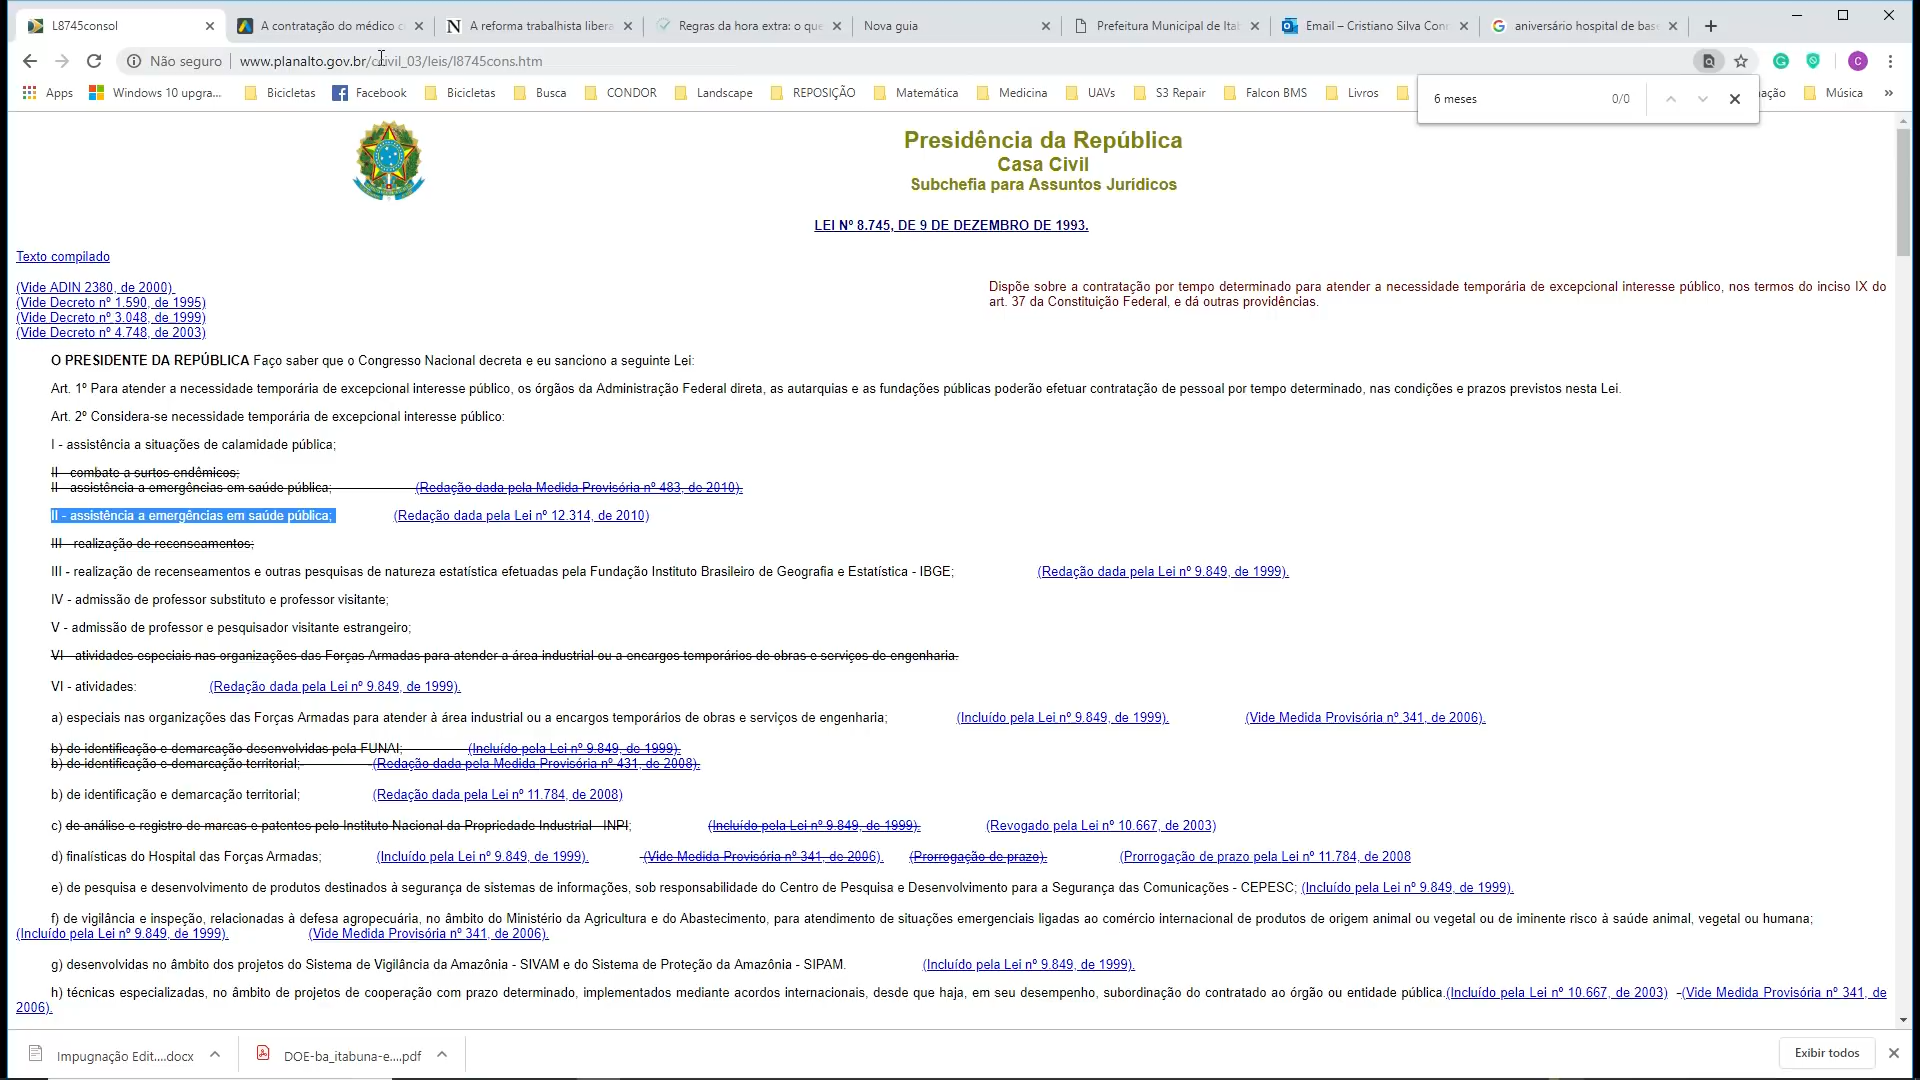 L8745consol
A contratação do médico c
A reforma trabalhista libera
Regras da hora extra: o que
Nova guia
Prefeitura Municipal de Itab
Email – Cristiano Silva Conc
aniversário hospital de base
Não seguro
www.planalto.gov.br/ccivil_03/leis/l8745cons.htm
Apps
Windows 10 upgra...
Bicicletas
Facebook
Bicicletas
Busca
CONDOR
Landscape
REPOSIÇÃO
Matemática
Medicina
UAVs
S3 Repair
Falcon BMS
Livros
ação
Música
»
6 meses
0/0
Presidência da República
Casa Civil
Subchefia para Assuntos Jurídicos
LEI Nº 8.745, DE 9 DE DEZEMBRO DE 1993.
Texto compilado
(Vide ADIN 2380, de 2000)
(Vide Decreto nº 1.590, de 1995)
(Vide Decreto nº 3.048, de 1999)
(Vide Decreto nº 4.748, de 2003)
Dispõe sobre a contratação por tempo determinado para atender a necessidade temporária de excepcional interesse público, nos termos do inciso IX do
art. 37 da Constituição Federal, e dá outras providências.
O PRESIDENTE DA REPÚBLICA Faço saber que o Congresso Nacional decreta e eu sanciono a seguinte Lei:
Art. 1º Para atender a necessidade temporária de excepcional interesse público, os órgãos da Administração Federal direta, as autarquias e as fundações públicas poderão efetuar contratação de pessoal por tempo determinado, nas condições e prazos previstos nesta Lei.
Art. 2º Considera-se necessidade temporária de excepcional interesse público:
I - assistência a situações de calamidade pública;
II - combate a surtos endêmicos;
II - assistência a emergências em saúde pública; (Redação dada pela Medida Provisória nº 483, de 2010).
II - assistência a emergências em saúde pública; (Redação dada pela Lei nº 12.314, de 2010)
III - realização de recenseamentos;
III - realização de recenseamentos e outras pesquisas de natureza estatística efetuadas pela Fundação Instituto Brasileiro de Geografia e Estatística - IBGE; (Redação dada pela Lei nº 9.849, de 1999).
IV - admissão de professor substituto e professor visitante;
V - admissão de professor e pesquisador visitante estrangeiro;
VI - atividades especiais nas organizações das Forças Armadas para atender a área industrial ou a encargos temporários de obras e serviços de engenharia.
VI - atividades: (Redação dada pela Lei nº 9.849, de 1999).
a) especiais nas organizações das Forças Armadas para atender à área industrial ou a encargos temporários de obras e serviços de engenharia; (Incluído pela Lei nº 9.849, de 1999). (Vide Medida Provisória nº 341, de 2006).
b) de identificação e demarcação desenvolvidas pela FUNAI; (Incluído pela Lei nº 9.849, de 1999).
b) de identificação e demarcação territorial; (Redação dada pela Medida Provisória nº 431, de 2008).
b) de identificação e demarcação territorial; (Redação dada pela Lei nº 11.784, de 2008)
c) de análise e registro de marcas e patentes pelo Instituto Nacional da Propriedade Industrial - INPI; (Incluído pela Lei nº 9.849, de 1999). (Revogado pela Lei nº 10.667, de 2003)
d) finalísticas do Hospital das Forças Armadas; (Incluído pela Lei nº 9.849, de 1999). (Vide Medida Provisória nº 341, de 2006). (Prorrogação de prazo). (Prorrogação de prazo pela Lei nº 11.784, de 2008
e) de pesquisa e desenvolvimento de produtos destinados à segurança de sistemas de informações, sob responsabilidade do Centro de Pesquisa e Desenvolvimento para a Segurança das Comunicações - CEPESC; (Incluído pela Lei nº 9.849, de 1999).
f) de vigilância e inspeção, relacionadas à defesa agropecuária, no âmbito do Ministério da Agricultura e do Abastecimento, para atendimento de situações emergenciais ligadas ao comércio internacional de produtos de origem animal ou vegetal ou de iminente risco à saúde animal, vegetal ou humana;
(Incluído pela Lei nº 9.849, de 1999). (Vide Medida Provisória nº 341, de 2006).
g) desenvolvidas no âmbito dos projetos do Sistema de Vigilância da Amazônia - SIVAM e do Sistema de Proteção da Amazônia - SIPAM. (Incluído pela Lei nº 9.849, de 1999).
h) técnicas especializadas, no âmbito de projetos de cooperação com prazo determinado, implementados mediante acordos internacionais, desde que haja, em seu desempenho, subordinação do contratado ao órgão ou entidade pública.(Incluído pela Lei nº 10.667, de 2003) -(Vide Medida Provisória nº 341, de
2006).
Impugnação Edit....docx
DOE-ba_itabuna-e....pdf
Exibir todos